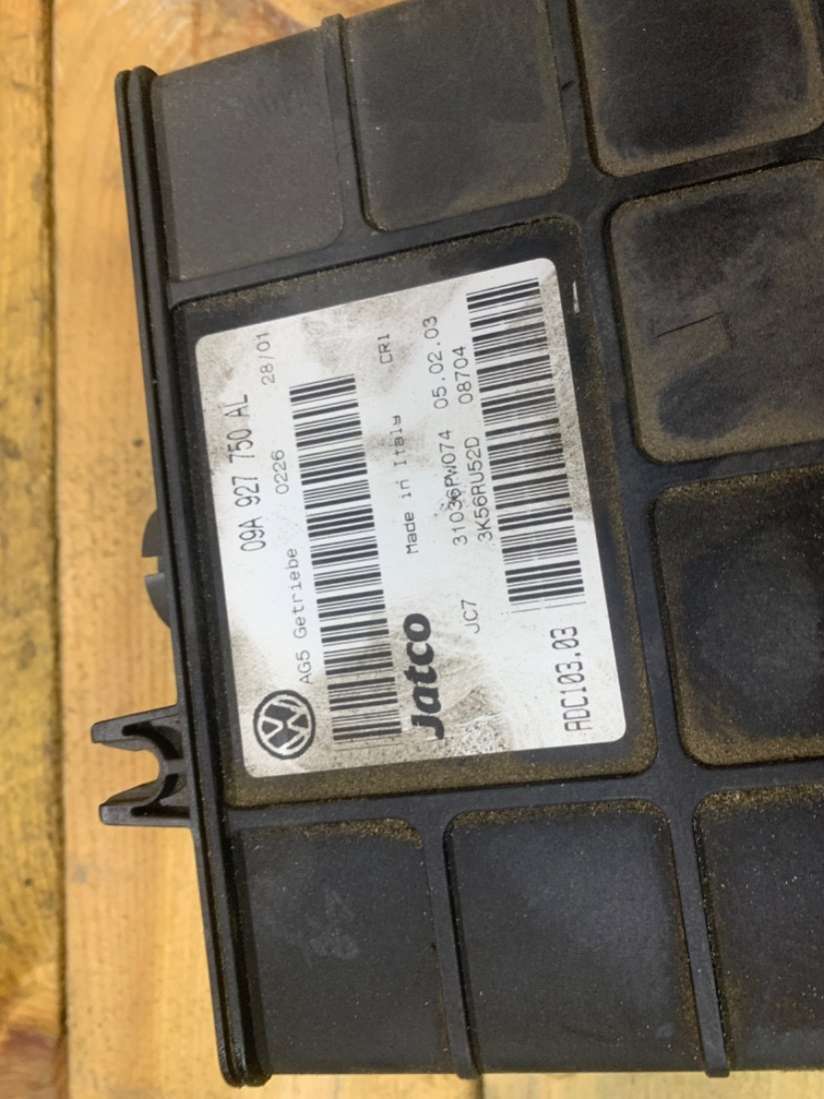 09A 927 750 AL
AG5 Getriebe 0226 28/01
Made in Italy CR1
Jatco
31036PW074 05.02.03
JC7 3K56RU52D 08704
ADC103.03